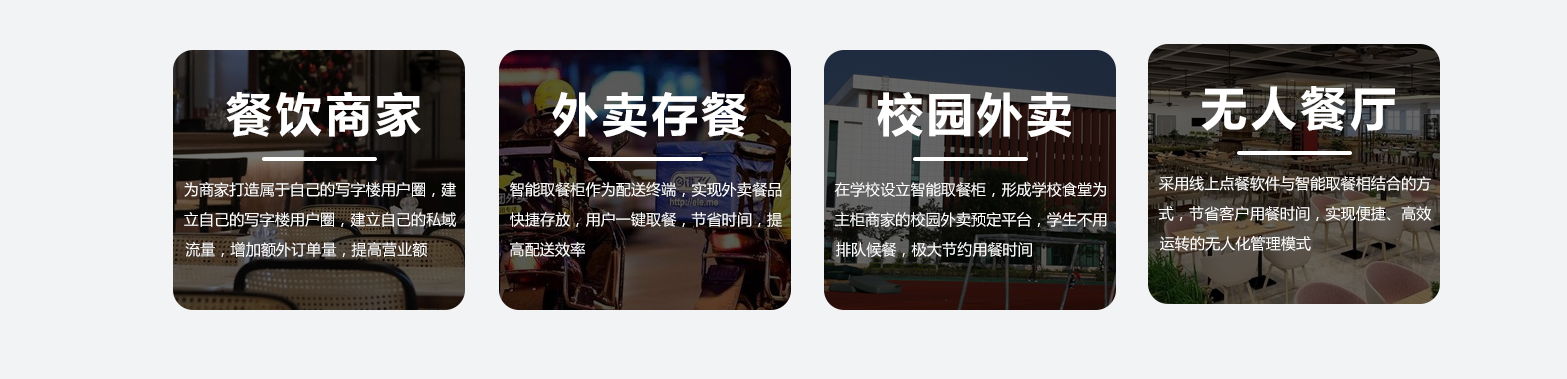 餐饮商家
为商家打造属于自己的写字楼用户圈，建
立自己的写字楼用户圈，建立自己的私域
流量，增加额外订单量，提高营业额
外卖存餐
智能取餐柜作为配送终端，实现外卖餐品
快捷存放，用户一键取餐，节省时间，提
高配送效率
http://ele.me
校园外卖
在学校设立智能取餐柜，形成学校食堂为
主柜商家的校园外卖预定平台，学生不用
排队候餐，极大节约用餐时间
无人餐厅
采用线上点餐软件与智能取餐柜结合的方
式，节省客户用餐时间，实现便捷、高效
运转的无人化管理模式